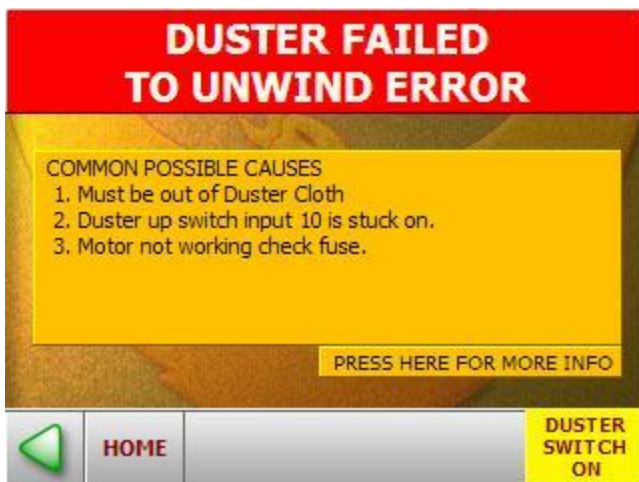 DUSTER FAILED
TO UNWIND ERROR
COMMON POSSIBLE CAUSES
1. Must be out of Duster Cloth
2. Duster up switch input 10 is stuck on.
3. Motor not working check fuse.
PRESS HERE FOR MORE INFO
HOME
DUSTER
SWITCH
ON